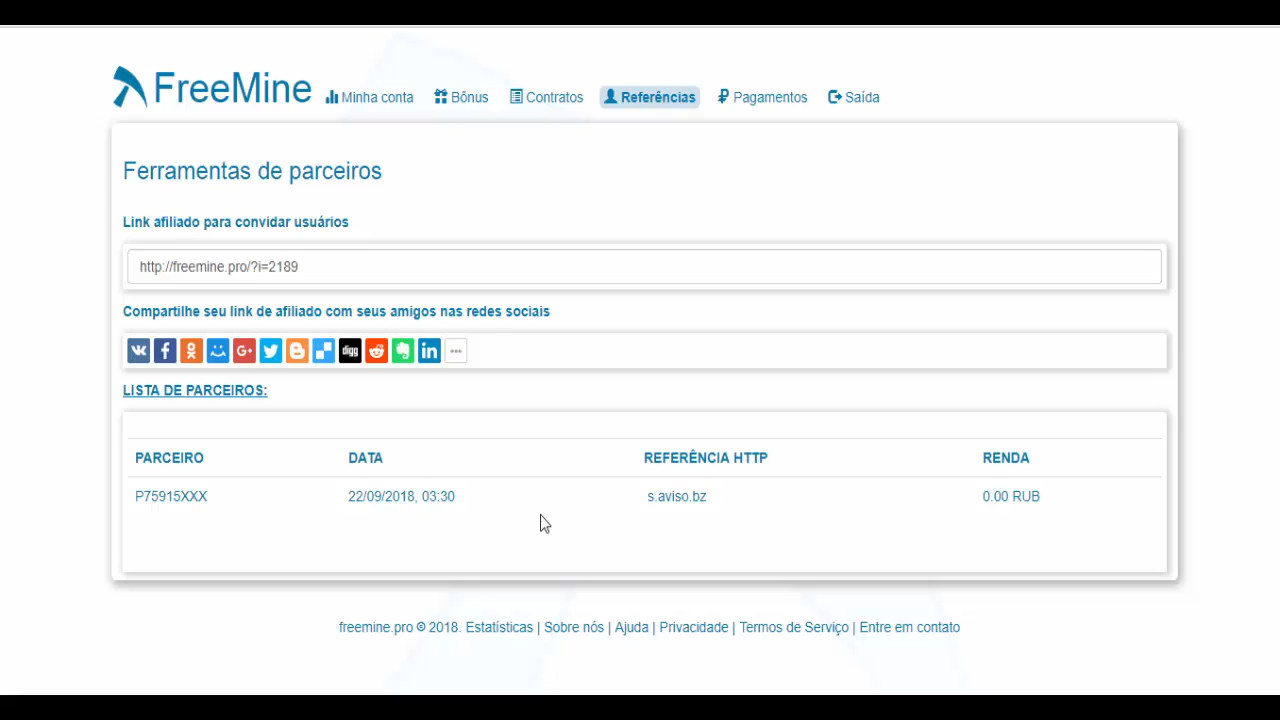 FreeMine Minha conta Bônus Contratos Referências Pagamentos Saída
Ferramentas de parceiros
Link afiliado para convidar usuários
http://freemine.pro/?i=2189
Compartilhe seu link de afiliado com seus amigos nas redes sociais
digg in
LISTA DE PARCEIROS:
PARCEIRO DATA REFERÊNCIA HTTP RENDA
P75915XXX 22/09/2018, 03:30 s.aviso.bz 0.00 RUB
freemine.pro © 2018. Estatísticas | Sobre nós | Ajuda | Privacidade | Termos de Serviço | Entre em contato